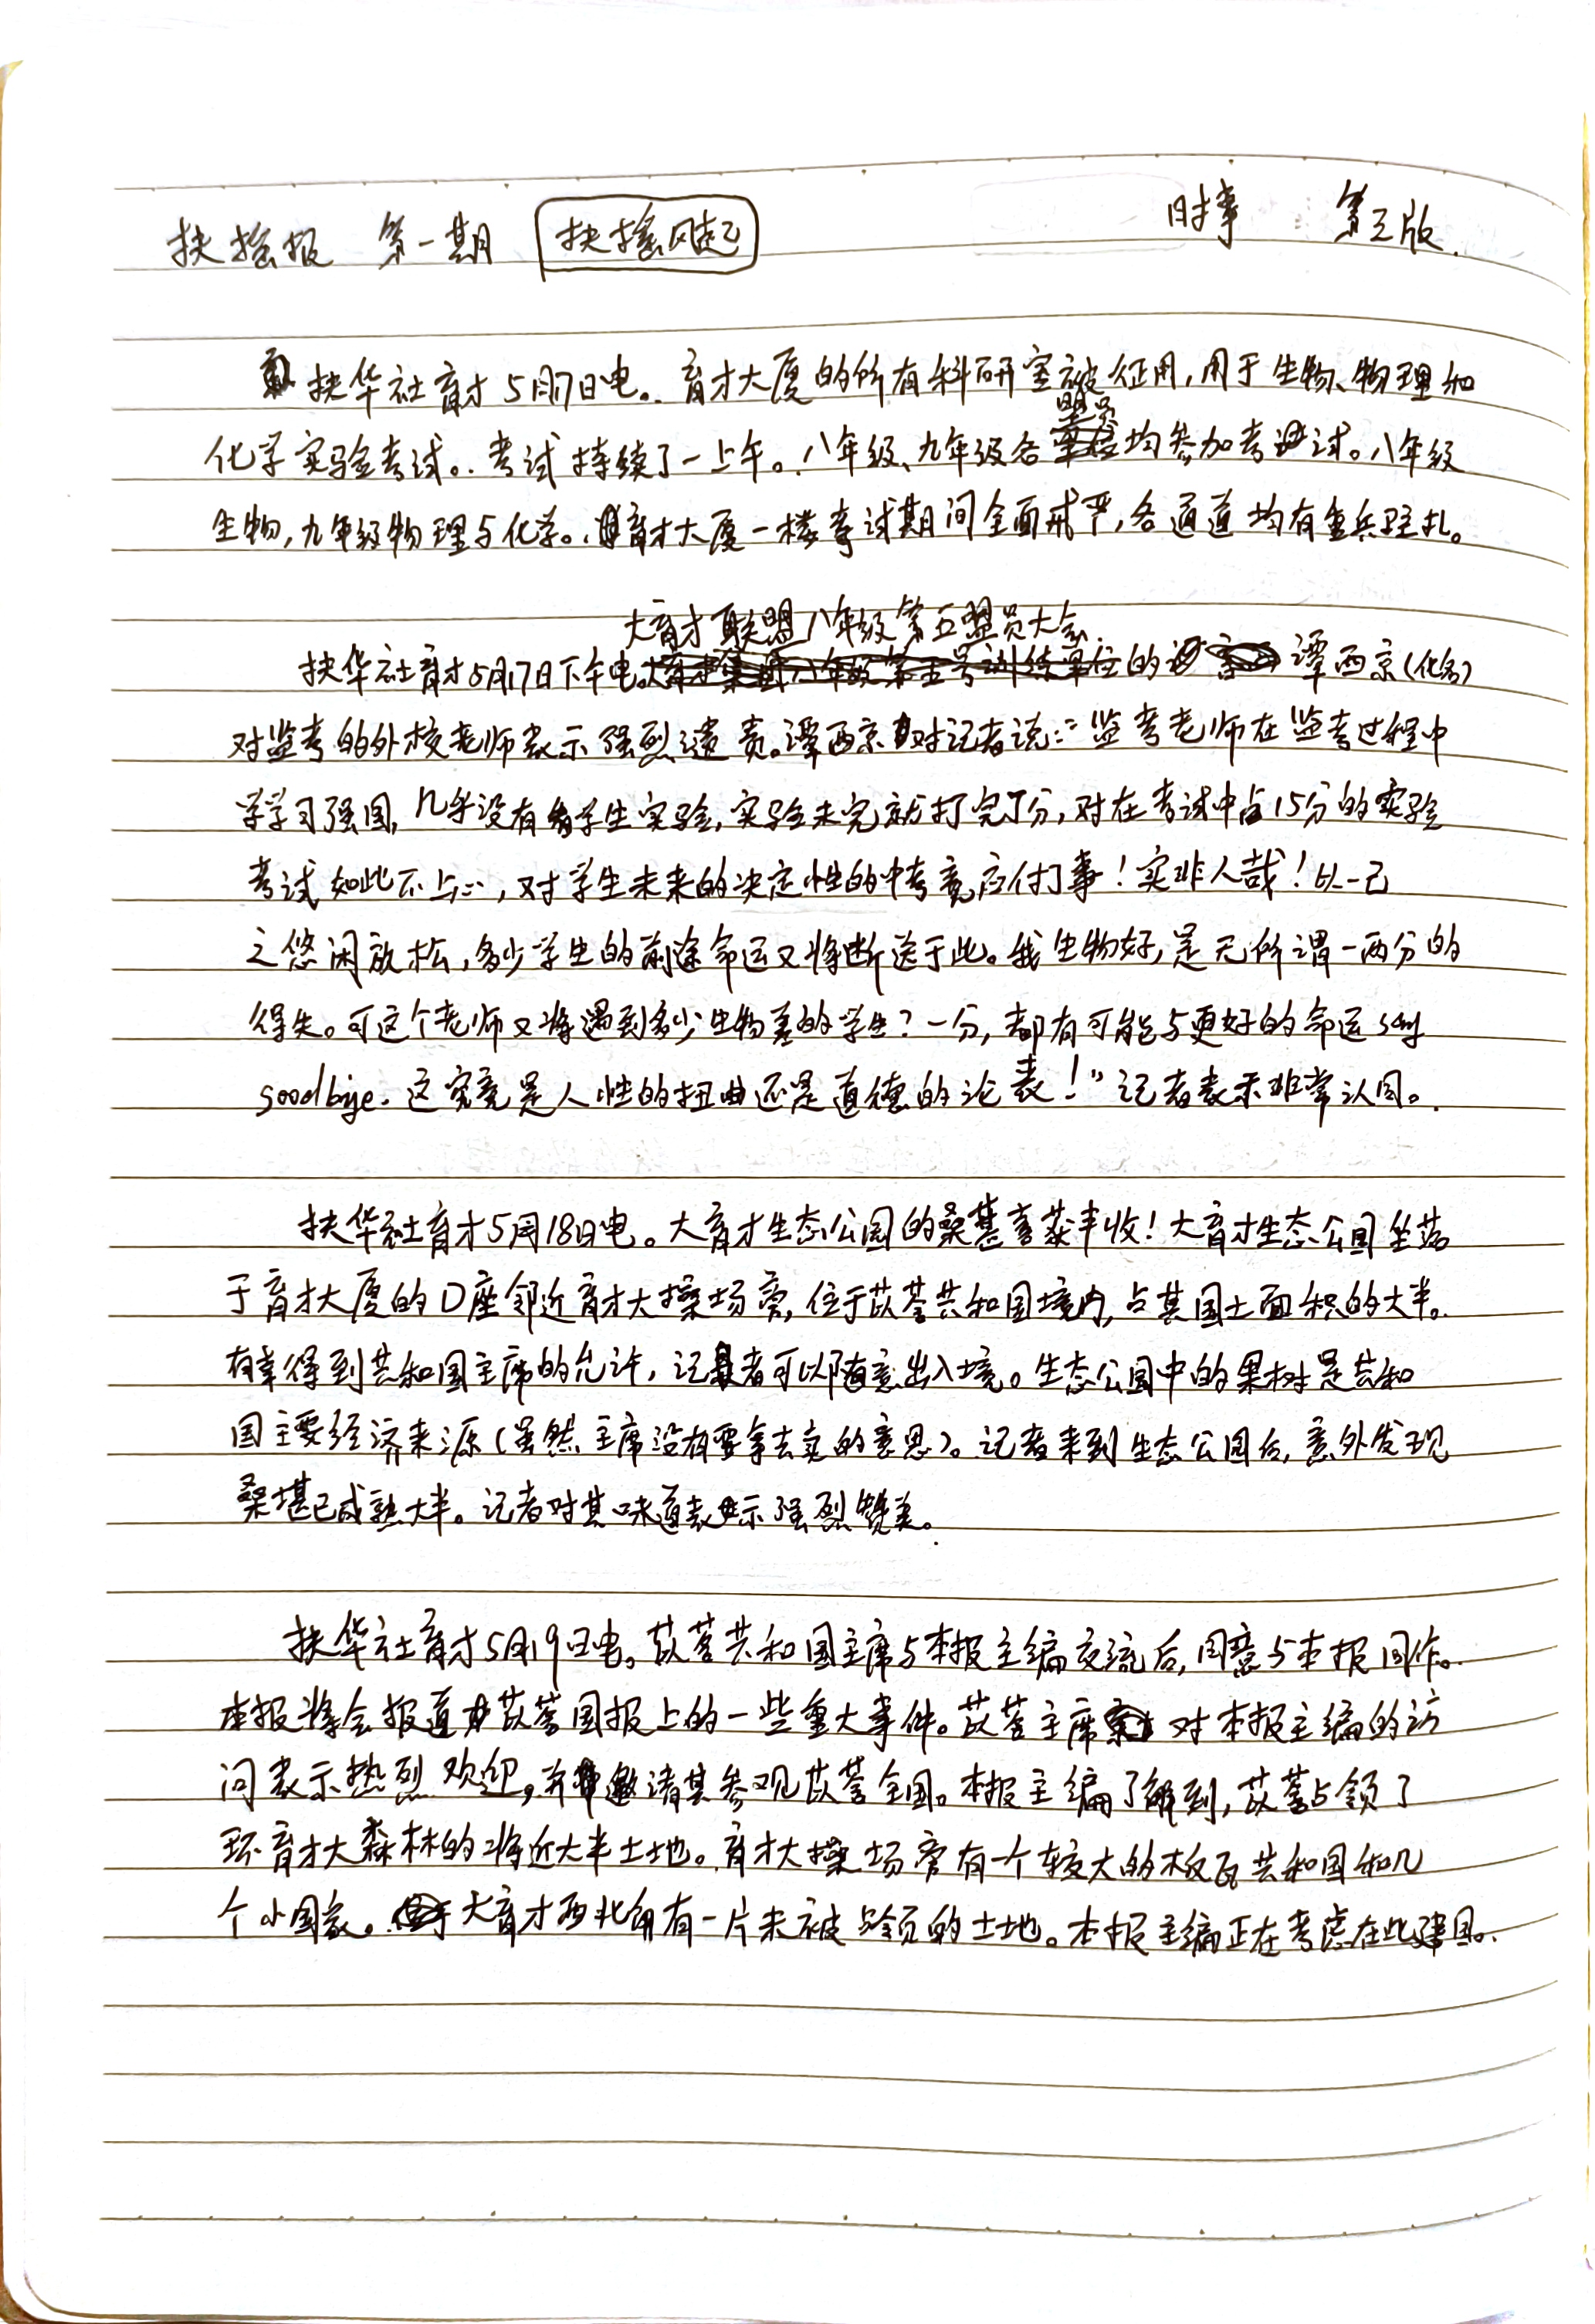 扶摇报 第一期 扶摇风起 时事 第三版
扶华社育才5月17日电。育才大厦的所有科研室被征用,用于生物、物理和
化学实验考试。考试持续了一上午。八年级、九年级各盟员均参加考试。八年级
生物,九年级物理与化学。育才大厦一楼考试期间全面戒严,各通道均有重兵驻扎。
扶华社育才5月17日下午电。大育才联盟八年级第五盟员大会的谭西京(化名)
对监考的外校老师表示强烈谴责。谭西京对记者说:“监考老师在监考过程中
学学习强国,几乎没有看学生实验,实验未完就打完了分,对在考试中占15分的实验
考试如此不上心,对学生未来的决定性的中考竟应付了事!实非人哉!以一己
之悠闲放松,多少学生的前途命运又将断送于此。我生物好,是无所谓一两分的
得失。可这个老师又将遇到多少生物差的学生?一分,都有可能与更好的命运say
goodbye。这究竟是人性的扭曲还是道德的沦丧!”记者表示非常认同。
扶华社育才5月18日电。大育才生态公园的桑葚喜获丰收!大育才生态公园坐落
于育才大厦的D座邻近育才大操场旁,位于苡蓉共和国境内,占其国土面积的大半。
有幸得到共和国主席的允许,记者可以随意出入境。生态公园中的果树是共和
国主要经济来源(虽然主席没有要拿去卖的意思)。记者来到生态公园后,意外发现
桑堪已成熟大半。记者对其味道表示强烈赞美。
扶华社育才5月19日电。苡蓉共和国主席与本报主编交流后,同意与本报同作。
本报将会报道苡蓉国报上的一些重大事件。苡蓉主席对本报主编的访
问表示热烈欢迎,并邀请其参观苡蓉全国。本报主编了解到,苡蓉占领了
环育才大森林的将近大半土地。育才大操场旁有一个较大的板瓦共和国和几
个小国家。大育才西北角有一片未被占领的土地。本报主编正在考虑在此建国。